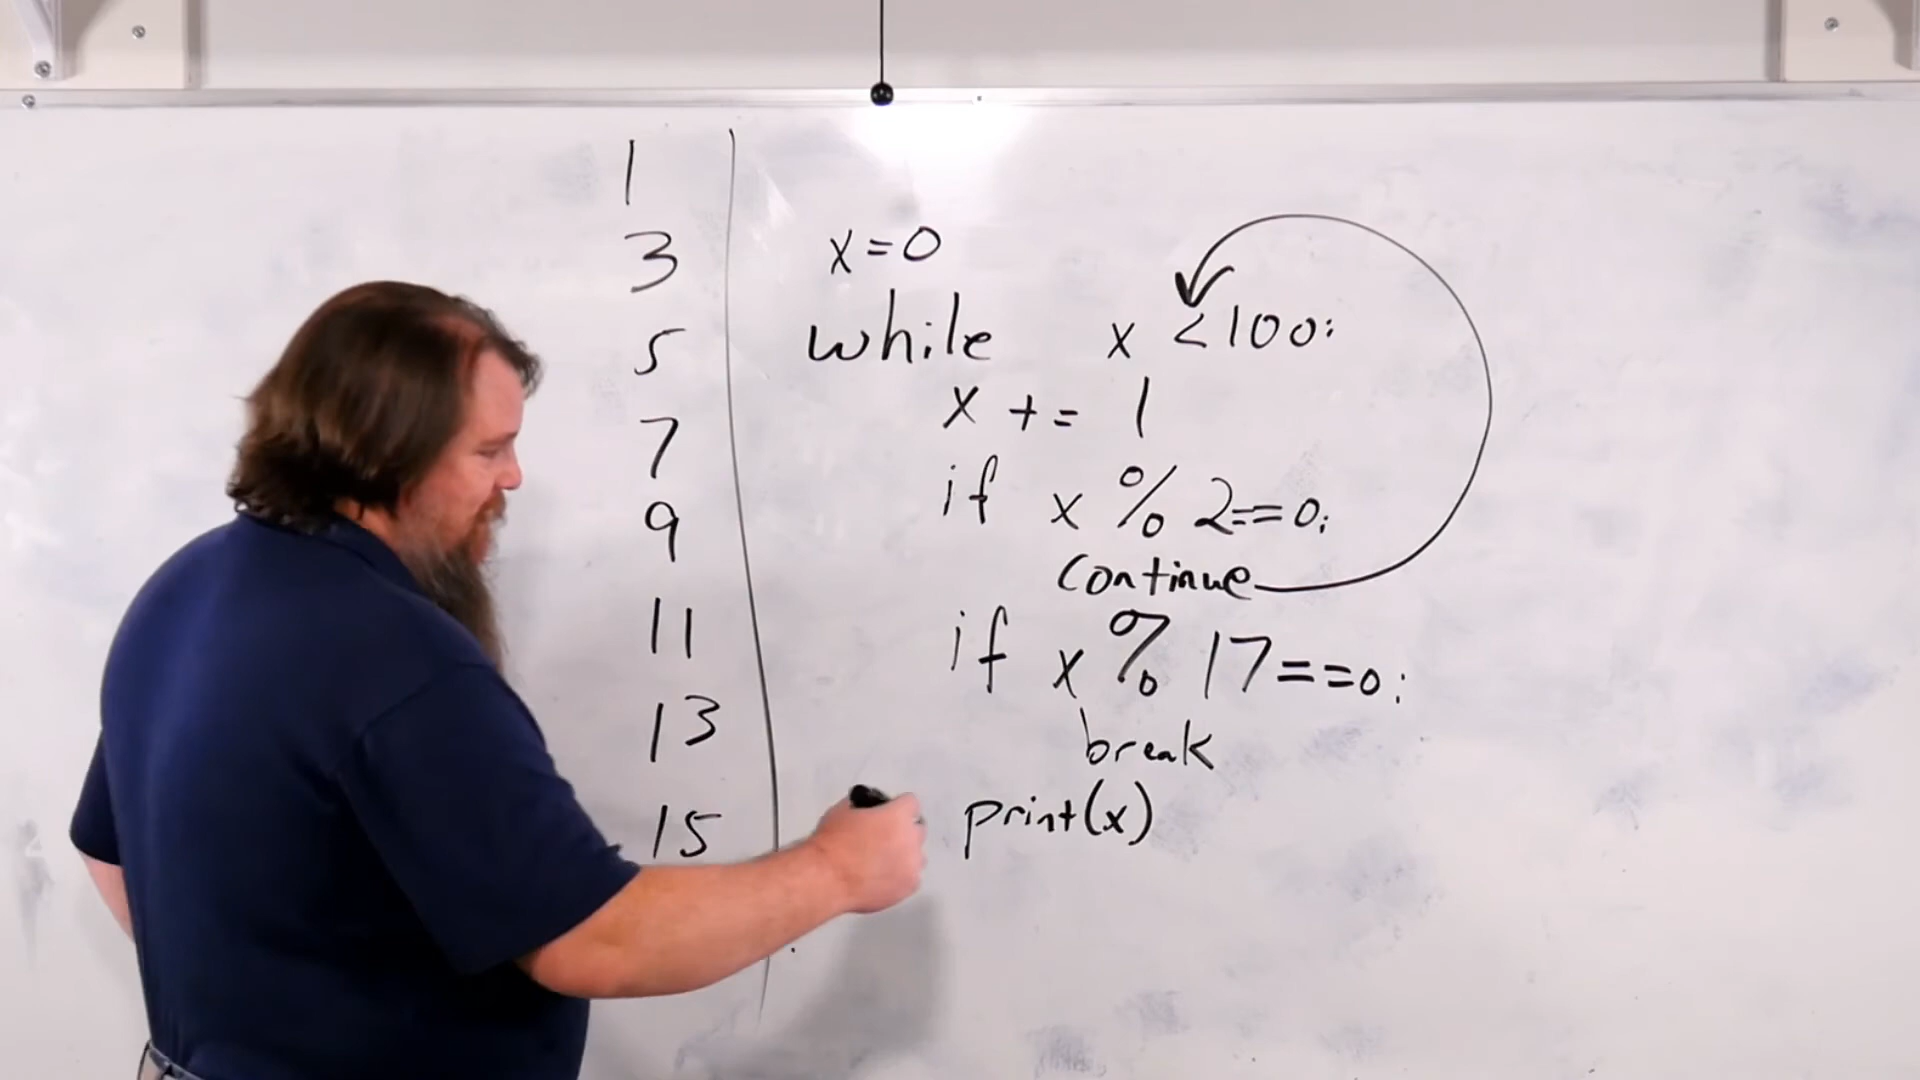 1
3
5
7
9
11
13
15
x=0
while x <100:
x += 1
if x % 2==0:
continue
if x % 17==0:
break
print(x)